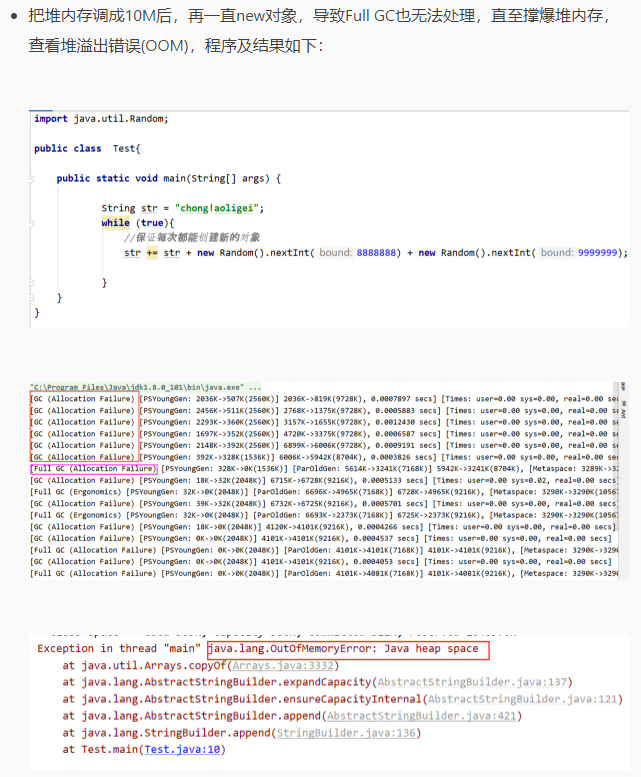 把堆内存调成10M后，再一直new对象，导致Full GC也无法处理，直至撑爆堆内存，
查看堆溢出错误(OOM)，程序及结果如下：
import java.util.Random;
public class Test{
public static void main(String[] args) {
String str = "chong!aoligei";
while (true){
//保证每次都能创建新的对象
str += str + new Random().nextInt( bound: 8888888) + new Random().nextInt( bound: 9999999);
}
}
}
"C:\Program Files\Java\jdk1.8.0_101\bin\java.exe" ...
[GC (Allocation Failure) [PSYoungGen: 2036K->507K(2560K)] 2036K->819K(9728K), 0.0007897 secs] [Times: user=0.00 sys=0.00, real=0.00 se
[GC (Allocation Failure) [PSYoungGen: 2456K->511K(2560K)] 2768K->1375K(9728K), 0.0005883 secs] [Times: user=0.00 sys=0.00, real=0.00 s
[GC (Allocation Failure) [PSYoungGen: 2293K->360K(2560K)] 3157K->1655K(9728K), 0.0012430 secs] [Times: user=0.00 sys=0.00, real=0.00 s
[GC (Allocation Failure) [PSYoungGen: 1697K->352K(2560K)] 4720K->3375K(9728K), 0.0006587 secs] [Times: user=0.00 sys=0.00, real=0.00 s
[GC (Allocation Failure) [PSYoungGen: 2148K->392K(2560K)] 6899K->6006K(9728K), 0.0009191 secs] [Times: user=0.00 sys=0.00, real=0.00 s
[GC (Allocation Failure) [PSYoungGen: 392K->328K(1536K)] 6006K->5942K(8704K), 0.0003826 secs] [Times: user=0.00 sys=0.00, real=0.00 se
[Full GC (Allocation Failure) [PSYoungGen: 328K->0K(1536K)] [ParOldGen: 5614K->3241K(7168K)] 5942K->3241K(8704K), [Metaspace: 3289K->32
[GC (Allocation Failure) [PSYoungGen: 18K->32K(2048K)] 6715K->6728K(9216K), 0.0005133 secs] [Times: user=0.00 sys=0.02, real=0.00 secs]
[Full GC (Ergonomics) [PSYoungGen: 32K->0K(2048K)] [ParOldGen: 6696K->4965K(7168K)] 6728K->4965K(9216K), [Metaspace: 3290K->3290K(1056
[GC (Allocation Failure) [PSYoungGen: 39K->32K(2048K)] 6732K->6725K(9216K), 0.0005701 secs] [Times: user=0.00 sys=0.00, real=0.00 secs]
[Full GC (Ergonomics) [PSYoungGen: 32K->0K(2048K)] [ParOldGen: 6693K->2373K(7168K)] 6725K->2373K(9216K), [Metaspace: 3290K->3290K(1056
[GC (Allocation Failure) [PSYoungGen: 18K->0K(2048K)] 4120K->4101K(9216K), 0.0004266 secs] [Times: user=0.00 sys=0.00, real=0.00 secs]
[GC (Allocation Failure) [PSYoungGen: 0K->0K(2048K)] 4101K->4101K(9216K), 0.0004537 secs] [Times: user=0.00 sys=0.00, real=0.00 secs]
[Full GC (Allocation Failure) [PSYoungGen: 0K->0K(2048K)] [ParOldGen: 4101K->4101K(7168K)] 4101K->4101K(9216K), [Metaspace: 3290K->329
[GC (Allocation Failure) [PSYoungGen: 0K->0K(2048K)] 4101K->4101K(9216K), 0.0004053 secs] [Times: user=0.00 sys=0.00, real=0.00 secs]
[Full GC (Allocation Failure) [PSYoungGen: 0K->0K(2048K)] [ParOldGen: 4101K->4081K(7168K)] 4101K->4081K(9216K), [Metaspace: 3290K->329
Exception in thread "main" java.lang.OutOfMemoryError: Java heap space
at java.util.Arrays.copyOf(Arrays.java:3332)
at java.lang.AbstractStringBuilder.expandCapacity(AbstractStringBuilder.java:137)
at java.lang.AbstractStringBuilder.ensureCapacityInternal(AbstractStringBuilder.java:121)
at java.lang.AbstractStringBuilder.append(AbstractStringBuilder.java:421)
at java.lang.StringBuilder.append(StringBuilder.java:136)
at Test.main(Test.java:10)